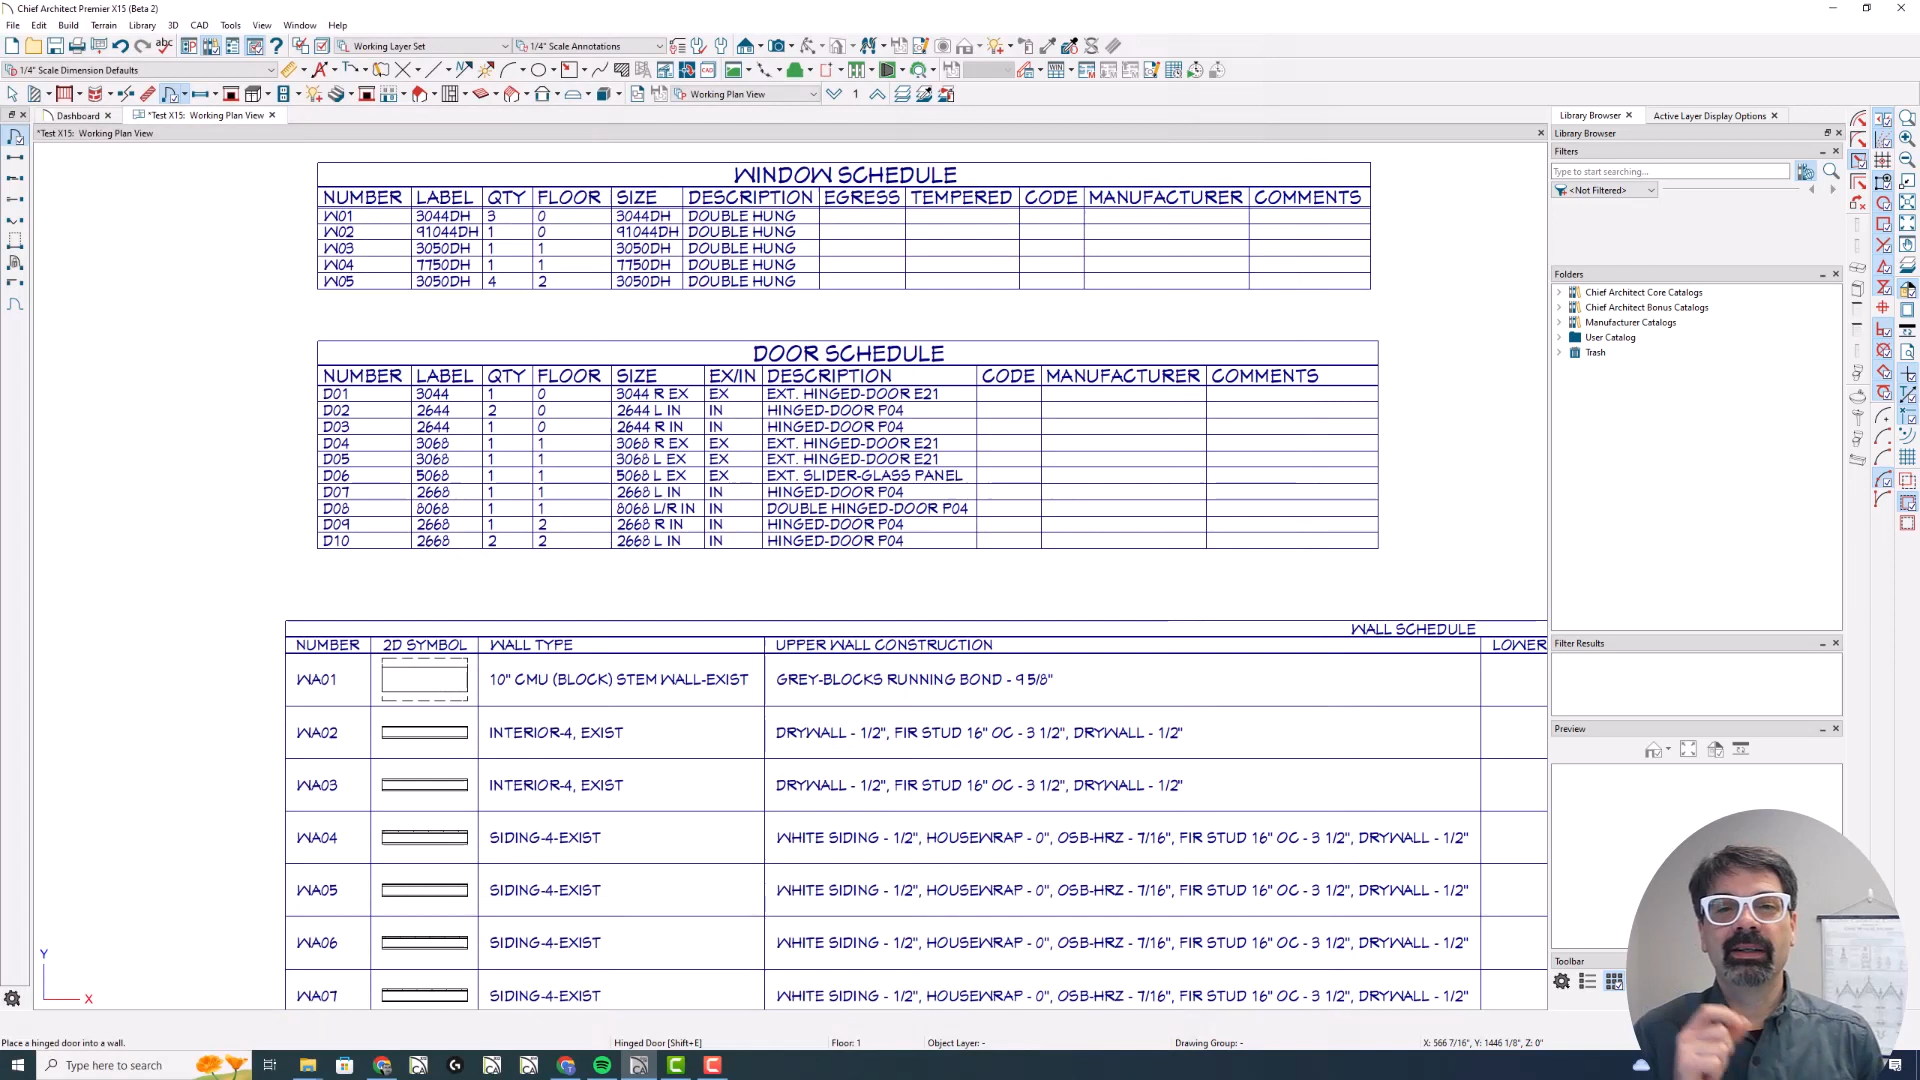 Chief Architect Premier X15 (Beta 2)
File Edit Build Terrain Library 3D CAD Tools View Window Help
Working Layer Set
1/4" Scale Annotations
1/4" Scale Dimension Defaults
Working Plan View
1
Dashboard
*Test X15: Working Plan View
*Test X15: Working Plan View
WINDOW SCHEDULE
NUMBER LABEL QTY FLOOR SIZE DESCRIPTION EGRESS TEMPERED CODE MANUFACTURER COMMENTS
W01 3044DH 3 0 3044DH DOUBLE HUNG
W02 91044DH 1 0 91044DH DOUBLE HUNG
W03 3050DH 1 1 3050DH DOUBLE HUNG
W04 7750DH 1 1 7750DH DOUBLE HUNG
W05 3050DH 4 2 3050DH DOUBLE HUNG
DOOR SCHEDULE
NUMBER LABEL QTY FLOOR SIZE EX/IN DESCRIPTION CODE MANUFACTURER COMMENTS
D01 3044 1 0 3044 R EX EX EXT. HINGED-DOOR E21
D02 2644 2 0 2644 L IN IN HINGED-DOOR P04
D03 2644 1 0 2644 R IN IN HINGED-DOOR P04
D04 3068 1 1 3068 R EX EX EXT. HINGED-DOOR E21
D05 3068 1 1 3068 L EX EX EXT. HINGED-DOOR E21
D06 5068 1 1 5068 L EX EX EXT. SLIDER-GLASS PANEL
D07 2668 1 1 2668 L IN IN HINGED-DOOR P04
D08 8068 1 1 8068 L/R IN IN DOUBLE HINGED-DOOR P04
D09 2668 1 2 2668 R IN IN HINGED-DOOR P04
D10 2668 2 2 2668 L IN IN HINGED-DOOR P04
WALL SCHEDULE
NUMBER 2D SYMBOL WALL TYPE UPPER WALL CONSTRUCTION LOWER
WA01 10" CMU (BLOCK) STEM WALL-EXIST GREY-BLOCKS RUNNING BOND - 9 5/8"
WA02 INTERIOR-4, EXIST DRYWALL - 1/2", FIR STUD 16" OC - 3 1/2", DRYWALL - 1/2"
WA03 INTERIOR-4, EXIST DRYWALL - 1/2", FIR STUD 16" OC - 3 1/2", DRYWALL - 1/2"
WA04 SIDING-4-EXIST WHITE SIDING - 1/2", HOUSEWRAP - 0", OSB-HRZ - 7/16", FIR STUD 16" OC - 3 1/2", DRYWALL - 1/2"
WA05 SIDING-4-EXIST WHITE SIDING - 1/2", HOUSEWRAP - 0", OSB-HRZ - 7/16", FIR STUD 16" OC - 3 1/2", DRYWALL - 1/2"
WA06 SIDING-4-EXIST WHITE SIDING - 1/2", HOUSEWRAP - 0", OSB-HRZ - 7/16", FIR STUD 16" OC - 3 1/2", DRYWALL - 1/2"
WA07 SIDING-4-EXIST WHITE SIDING - 1/2", HOUSEWRAP - 0", OSB-HRZ - 7/16", FIR STUD 16" OC - 3 1/2", DRYWALL - 1/2"
Y
X
Library Browser
Active Layer Display Options
Library Browser
Filters
Type to start searching...
<Not Filtered>
Folders
Chief Architect Core Catalogs
Chief Architect Bonus Catalogs
Manufacturer Catalogs
User Catalog
Trash
Filter Results
Preview
Toolbar
Place a hinged door into a wall.
Hinged Door [Shift+E]
Floor: 1
Object Layer: -
Drawing Group: -
X: 566 7/16", Y: 1446 1/8", Z: 0"
Type here to search